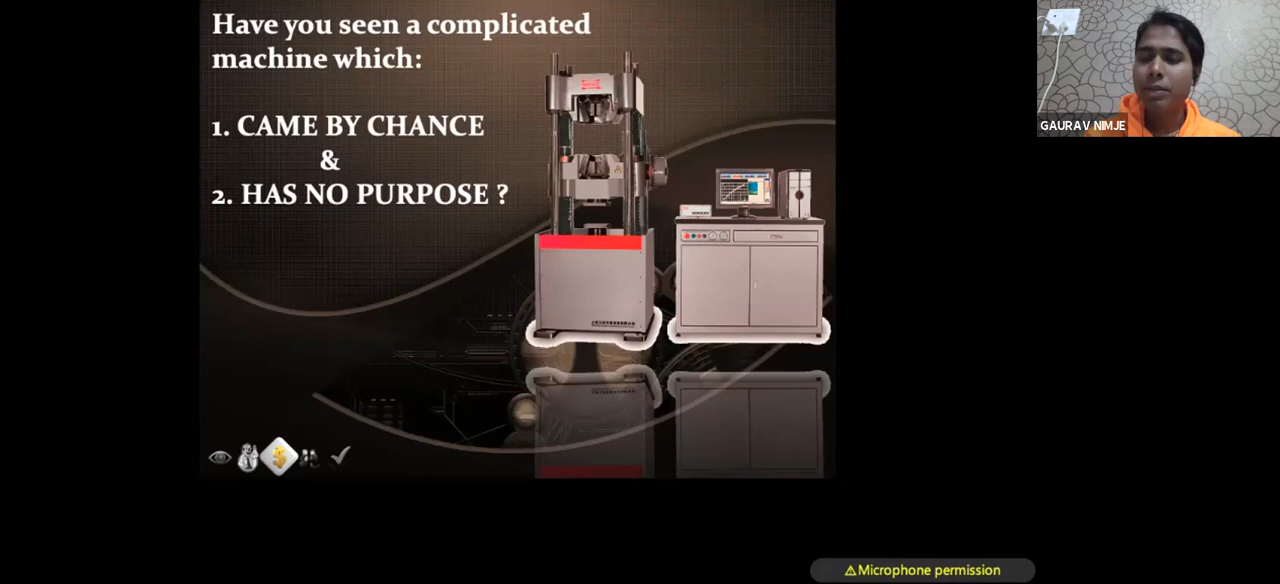 Have you seen a complicated
machine which:
1. CAME BY CHANCE
&
2. HAS NO PURPOSE ?
GAURAV NIMJE
⚠Microphone permission